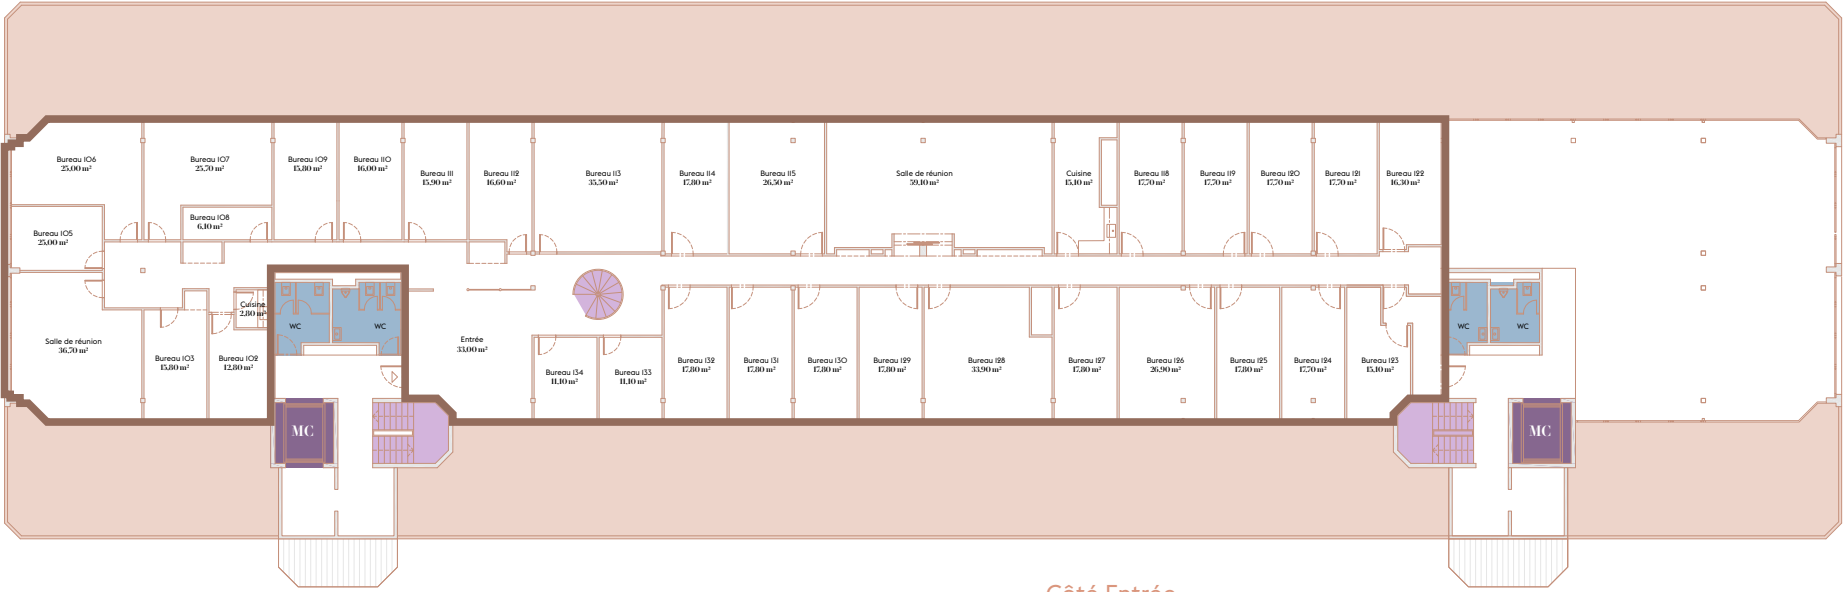 Bureau 106
25,00 m²
Bureau 107
25,70 m²
Bureau 109
15,80 m²
Bureau 110
16,00 m²
Bureau 111
15,90 m²
Bureau 112
16,60 m²
Bureau 113
35,50 m²
Bureau 114
17,80 m²
Bureau 115
26,50 m²
Salle de réunion
59,10 m²
Cuisine
15,10 m²
Bureau 118
17,70 m²
Bureau 119
17,70 m²
Bureau 120
17,70 m²
Bureau 121
17,70 m²
Bureau 122
16,30 m²
Bureau 108
6,10 m²
Bureau 105
25,00 m²
Cuisine
2,80 m²
WC
WC
WC
WC
Salle de réunion
36,70 m²
Bureau 103
15,80 m²
Bureau 102
12,80 m²
Entrée
33,00 m²
Bureau 134
11,10 m²
Bureau 133
11,10 m²
Bureau 132
17,80 m²
Bureau 131
17,80 m²
Bureau 130
17,80 m²
Bureau 129
17,80 m²
Bureau 128
33,90 m²
Bureau 127
17,80 m²
Bureau 126
26,90 m²
Bureau 125
17,80 m²
Bureau 124
17,70 m²
Bureau 123
15,10 m²
MC
MC
Côté Entrée